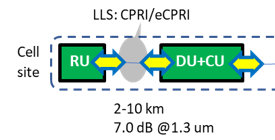 LLS: CPRI/eCPRI
Cell
site
RU
DU+CU
2-10 km
7.0 dB @1.3 um